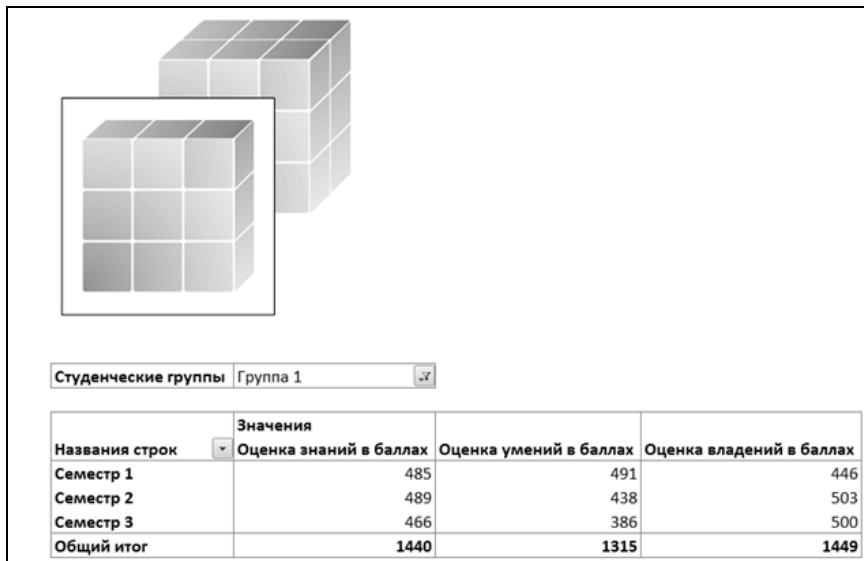 Студенческие группы Группа 1
Значения
Названия строк Оценка знаний в баллах Оценка умений в баллах Оценка владений в баллах
Семестр 1 485 491 446
Семестр 2 489 438 503
Семестр 3 466 386 500
Общий итог 1440 1315 1449